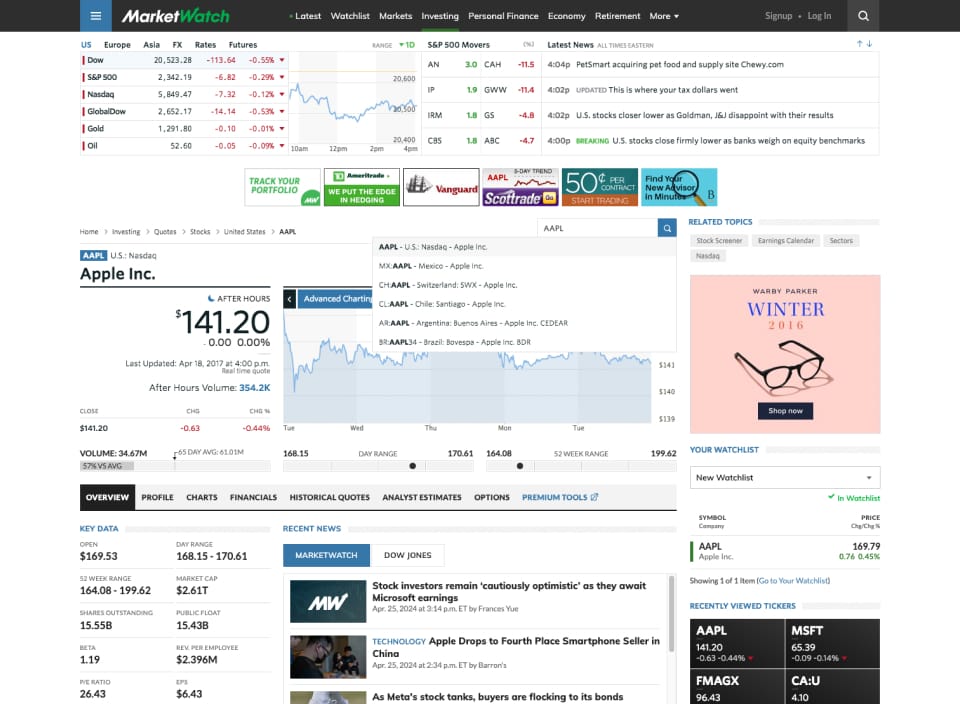 MarketWatch
Latest Watchlist Markets Investing Personal Finance Economy Retirement More
Signup • Log In
US Europe Asia FX Rates Futures
RANGE 1D
Dow 20,523.28 -113.64 -0.55%
S&P 500 2,342.19 -6.82 -0.29%
Nasdaq 5,849.47 -7.32 -0.12%
GlobalDow 2,652.17 -14.14 -0.53%
Gold 1,291.80 -0.10 -0.01%
Oil 52.60 -0.05 -0.09%
20,600
20,500
20,400
10am 12pm 2pm 4pm
S&P 500 Movers (%)
AN 3.0 CAH -11.5
IP 1.9 GWW -11.4
IRM 1.8 GS -4.8
CBS 1.8 ABC -4.7
Latest News ALL TIMES EASTERN
4:04p PetSmart acquiring pet food and supply site Chewy.com
4:02p UPDATED This is where your tax dollars went
4:02p U.S. stocks closer lower as Goldman, J&J disappoint with their results
4:00p BREAKING U.S. stock close firmly lower as banks weigh on equity benchmarks
TRACK YOUR
PORTFOLIO
MW
TD Ameritrade
WE PUT THE EDGE
IN HEDGING
Vanguard
AAPL 5-DAY TREND
Scottrade Go
50¢ PER
CONTRACT
START TRADING
Find Your
New Advisor
in Minutes
B
Home > Investing > Quotes > Stocks > United States > AAPL
AAPL
AAPL - U.S.: Nasdaq - Apple Inc.
MX:AAPL - Mexico - Apple Inc.
CH:AAPL - Switzerland: SWX - Apple Inc.
CL:AAPL - Chile: Santiago - Apple Inc.
AR:AAPL - Argentina: Buenos Aires - Apple Inc. CEDEAR
BR:AAPL34 - Brazil: Bovespa - Apple Inc. BDR
AAPL U.S.: Nasdaq
Apple Inc.
AFTER HOURS
$141.20
- 0.00 0.00%
Last Updated: Apr 18, 2017 at 4:00 p.m.
Real time quote
After Hours Volume: 354.2K
CLOSE CHG CHG %
$141.20 -0.63 -0.44%
VOLUME: 34.67M 65 DAY AVG: 61.01M
57% VS AVG
Advanced Charting
$141
$140
$139
Tue Wed Thu Mon Tue
168.15 DAY RANGE 170.61
164.08 52 WEEK RANGE 199.62
OVERVIEW PROFILE CHARTS FINANCIALS HISTORICAL QUOTES ANALYST ESTIMATES OPTIONS PREMIUM TOOLS
KEY DATA
OPEN DAY RANGE
$169.53 168.15 - 170.61
52 WEEK RANGE MARKET CAP
164.08 - 199.62 $2.61T
SHARES OUTSTANDING PUBLIC FLOAT
15.55B 15.43B
BETA REV. PER EMPLOYEE
1.19 $2.396M
P/E RATIO EPS
26.43 $6.43
RECENT NEWS
MARKETWATCH DOW JONES
MW
Stock investors remain ‘cautiously optimistic’ as they await
Microsoft earnings
Apr. 25, 2024 at 3:14 p.m. ET by Frances Yue
TECHNOLOGY Apple Drops to Fourth Place Smartphone Seller in
China
Apr. 25, 2024 at 2:34 p.m. ET by Barron's
As Meta's stock tanks, buyers are flocking to its bonds
RELATED TOPICS
Stock Screener Earnings Calendar Sectors
Nasdaq
WARBY PARKER
WINTER
2016
Shop now
YOUR WATCHLIST
New Watchlist
In Watchlist
SYMBOL PRICE
Company Chg/Chg %
AAPL 169.79
Apple Inc. 0.76 0.45%
Showing 1 of 1 Item (Go to Your Watchlist)
RECENTLY VIEWED TICKERS
AAPL MSFT
141.20 65.39
-0.63 -0.44% -0.09 -0.14%
FMAGX CA:U
96.43 4.10